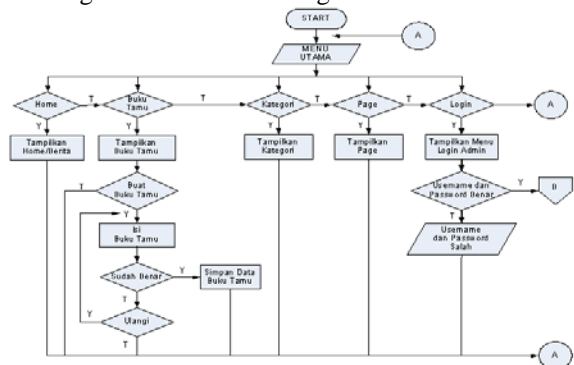 START
A
MENU
UTAMA
Home
T
Buku
Tamu
T
Kategori
T
Page
T
Login
A
Y
Y
Y
Y
Y
Tampilkan
Home/Berita
Tampilkan
Buku Tamu
Tampilkan
Kategori
Tampilkan
Page
Tampilkan Menu
Login Admin
T
Buat
Buku Tamu
Username dan
Password Benar
Y
B
Y
Isi
Buku Tamu
T
Username
dan Password
Salah
Sudah Benar
Y
Simpan Data
Buku Tamu
T
Y
Ulangi
T
A